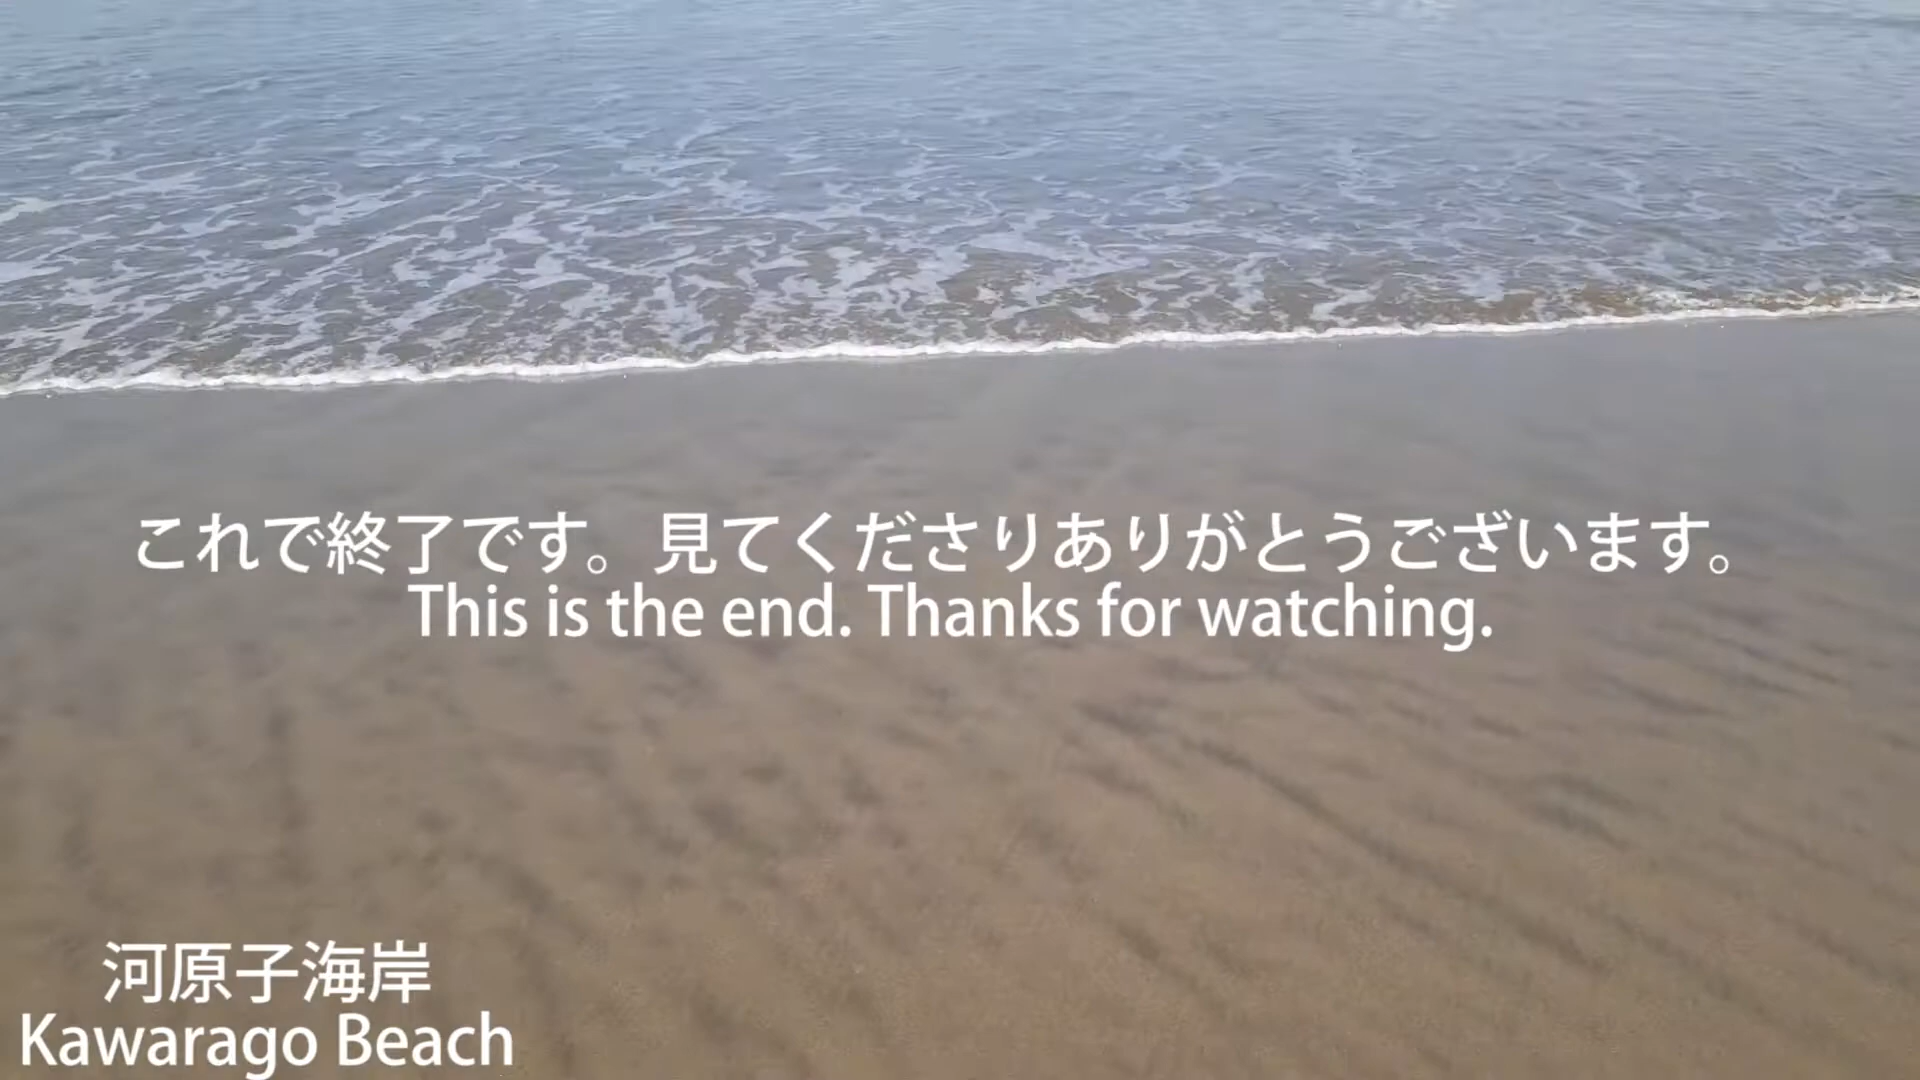 これで終了です。見てくださりありがとうございます。
This is the end. Thanks for watching.
河原子海岸
Kawarago Beach